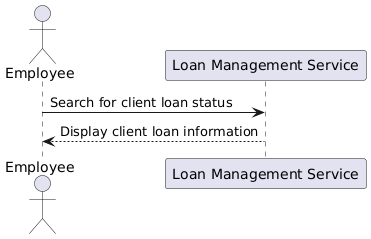 Employee
Loan Management Service
Search for client loan status
Display client loan information
Employee
Loan Management Service